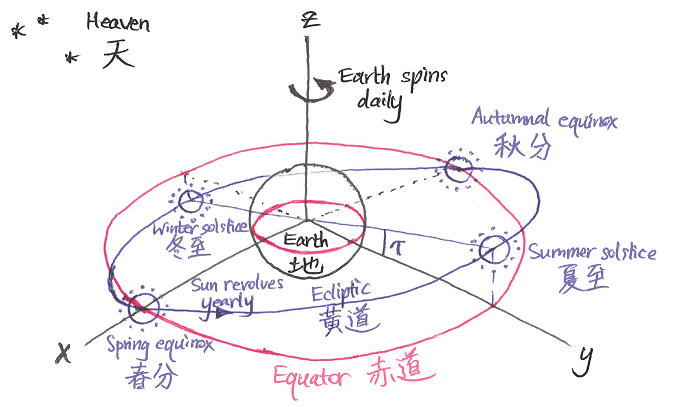 Heaven
天
Z
Earth spins
daily
Autumnal equinox
秋分
Winter solstice
冬至
Earth
地
τ
Summer solstice
夏至
Sun revolves
yearly
Ecliptic
黄道
X
Spring equinox
春分
y
Equator 赤道